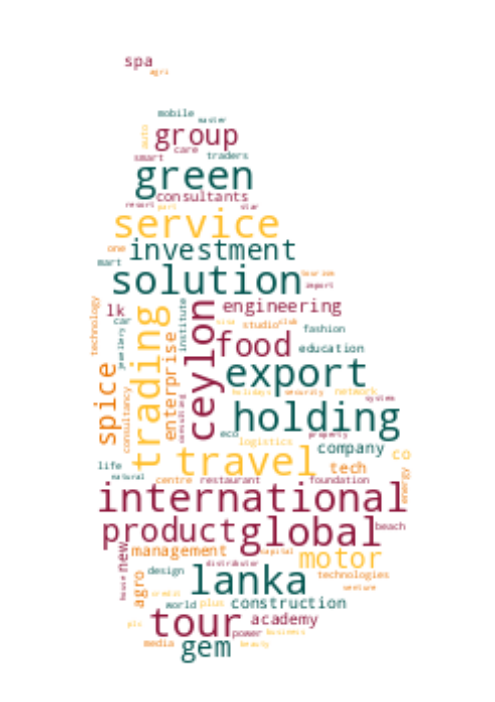 spa
agri
mobile
master
auto
group
care
smart
traders
green
consultants
resort
part
star
service
one
investment
mart
tourism
solution
import
technology
lk
car
institute
ceylon
engineering
trading
club
studio
fashion
food
education
jewellery
enterprise
spice
export
consultancy
consulting
holidays
security
network
system
holding
eco
logistics
property
company
travel
co
life
tech
natural
centre
restaurant
foundation
energy
international
product
global
beach
new
management
capital
motor
distributor
design
lanka
technologies
house
agro
credit
venture
world
plus
construction
plc
tour
academy
power
business
media
gem
beauty